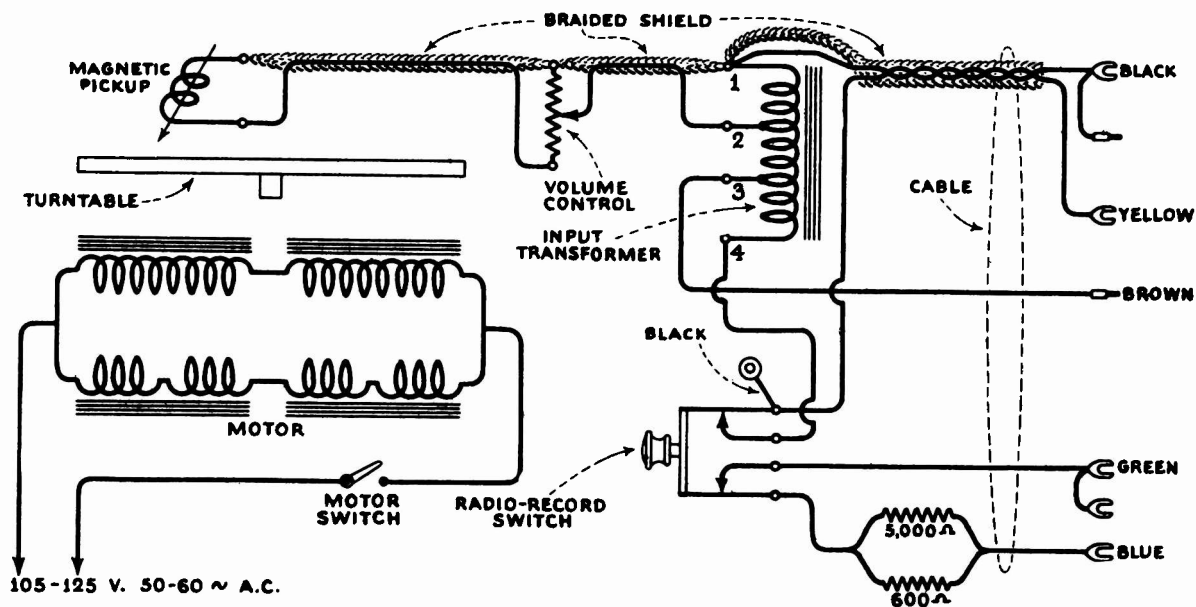 BRAIDED SHIELD
MAGNETIC
PICKUP
1
BLACK
2
TURNTABLE
VOLUME
CONTROL
3
CABLE
YELLOW
INPUT
TRANSFORMER
4
BROWN
BLACK
MOTOR
RADIO-RECORD
SWITCH
GREEN
MOTOR
SWITCH
5,000 Ω
BLUE
600 Ω
105-125 V. 50-60 ~ A.C.